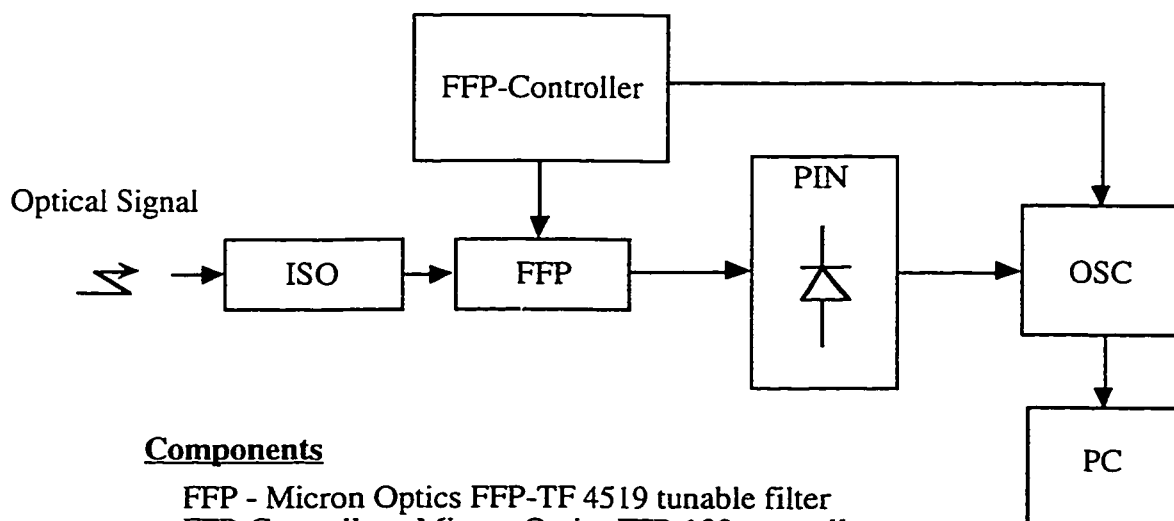 FFP-Controller
PIN
Optical Signal
ISO
FFP
OSC
Components
PC
FFP - Micron Optics FFP-TF 4519 tunable filter